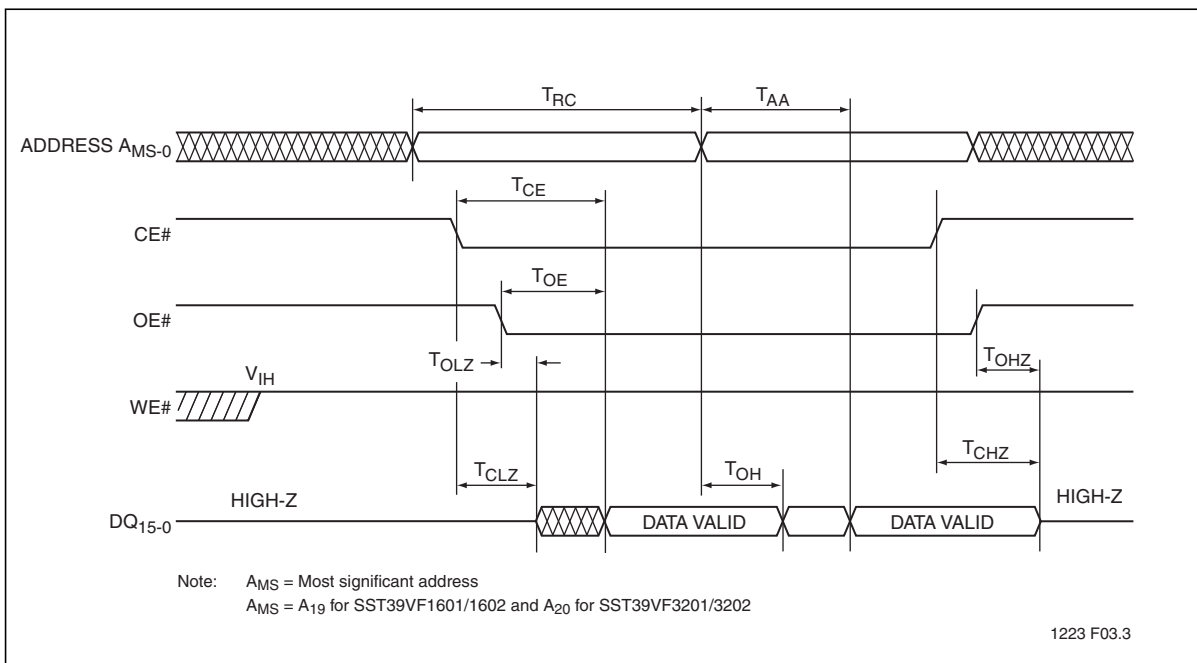 TRC TAA
ADDRESS AMS-0
TCE
CE#
TOE
OE#
TOLZ TOHZ
VIH
WE#
TCLZ TOH TCHZ
HIGH-Z HIGH-Z
DQ15-0 DATA VALID DATA VALID
Note: AMS = Most significant address
AMS = A19 for SST39VF1601/1602 and A20 for SST39VF3201/3202
1223 F03.3